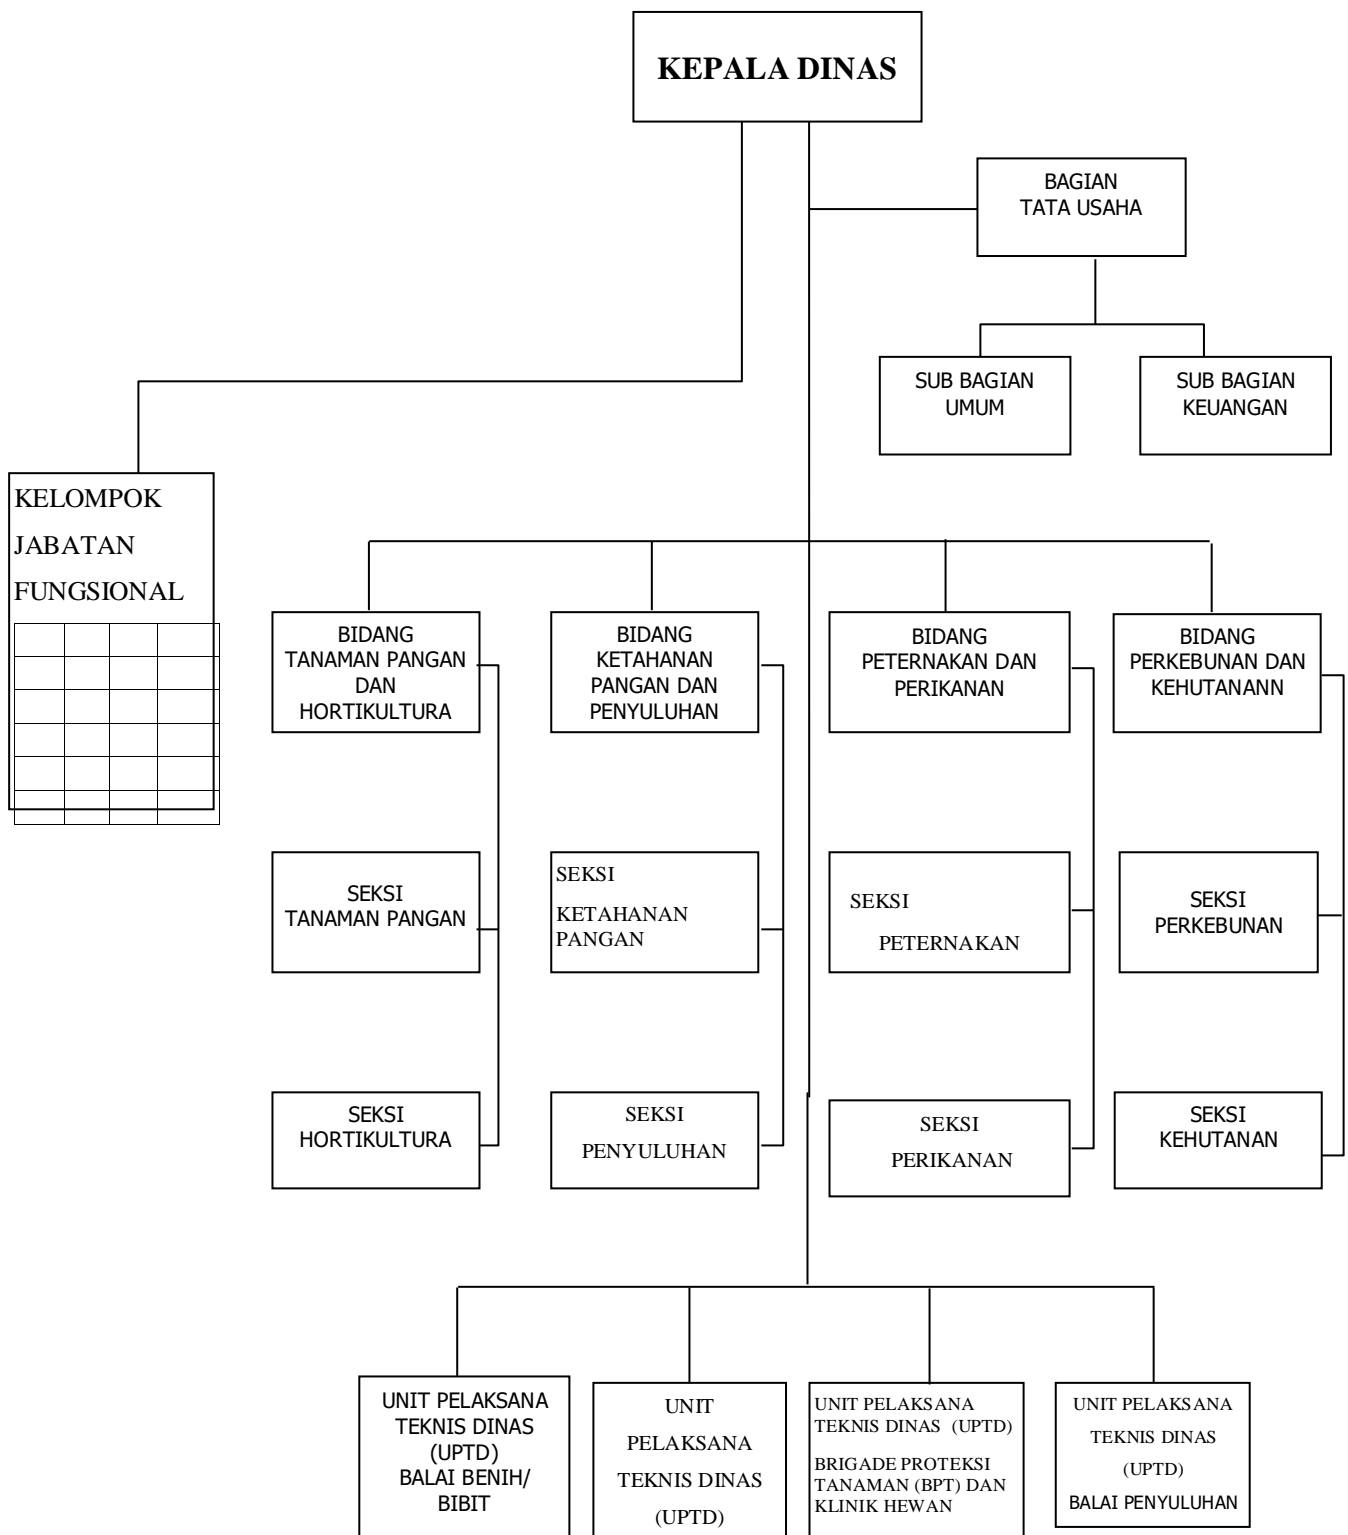 KEPALA DINAS
BAGIAN
TATA USAHA
SUB BAGIAN
UMUM
SUB BAGIAN
KEUANGAN
KELOMPOK
JABATAN
FUNGSIONAL
BIDANG
TANAMAN PANGAN
DAN
HORTIKULTURA
BIDANG
KETAHANAN
PANGAN DAN
PENYULUHAN
BIDANG
PETERNAKAN DAN
PERIKANAN
BIDANG
PERKEBUNAN DAN
KEHUTANANN
SEKSI
TANAMAN PANGAN
SEKSI
KETAHANAN
PANGAN
SEKSI
PETERNAKAN
SEKSI
PERKEBUNAN
SEKSI
HORTIKULTURA
SEKSI
PENYULUHAN
SEKSI
PERIKANAN
SEKSI
KEHUTANAN
UNIT PELAKSANA
TEKNIS DINAS
(UPTD)
BALAI BENIH/
BIBIT
UNIT
PELAKSANA
TEKNIS DINAS
(UPTD)
UNIT PELAKSANA
TEKNIS DINAS (UPTD)
BRIGADE PROTEKSI
TANAMAN (BPT) DAN
KLINIK HEWAN
UNIT PELAKSANA
TEKNIS DINAS
(UPTD)
BALAI PENYULUHAN